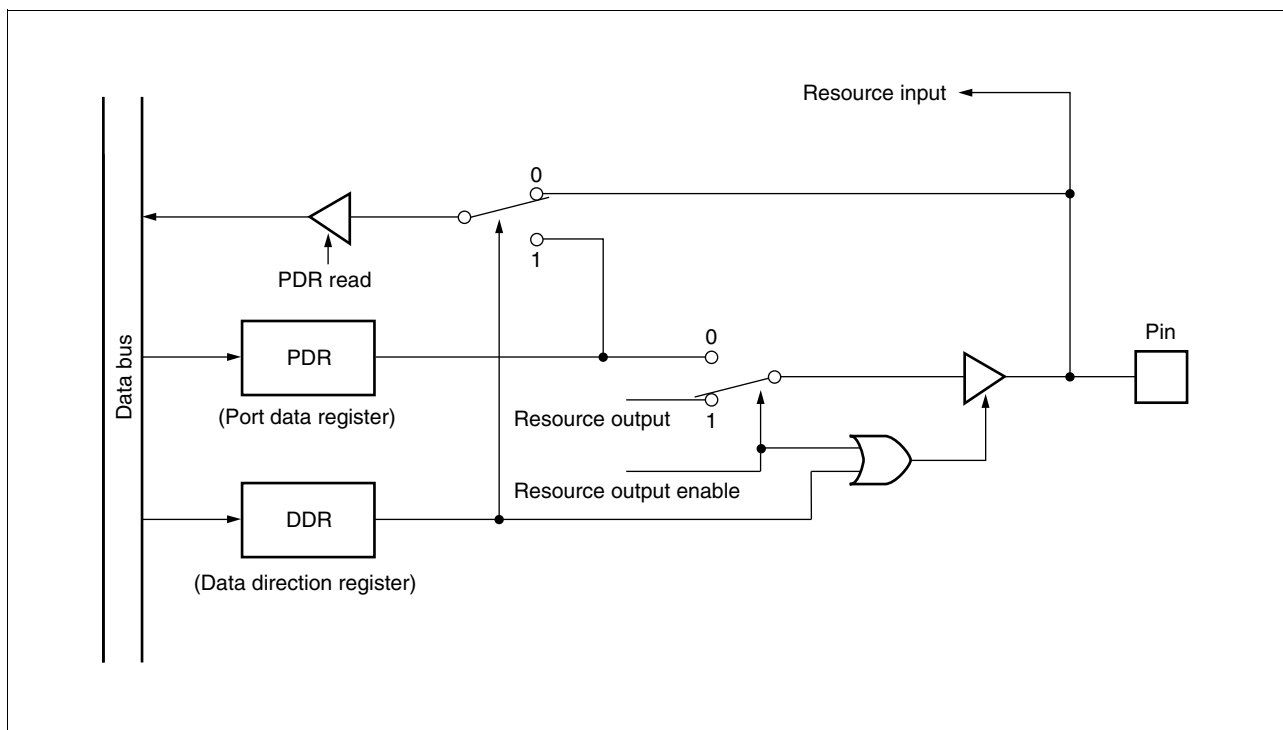 Resource input
0
1
PDR read
Data bus
PDR
(Port data register)
0
Pin
Resource output
1
Resource output enable
DDR
(Data direction register)